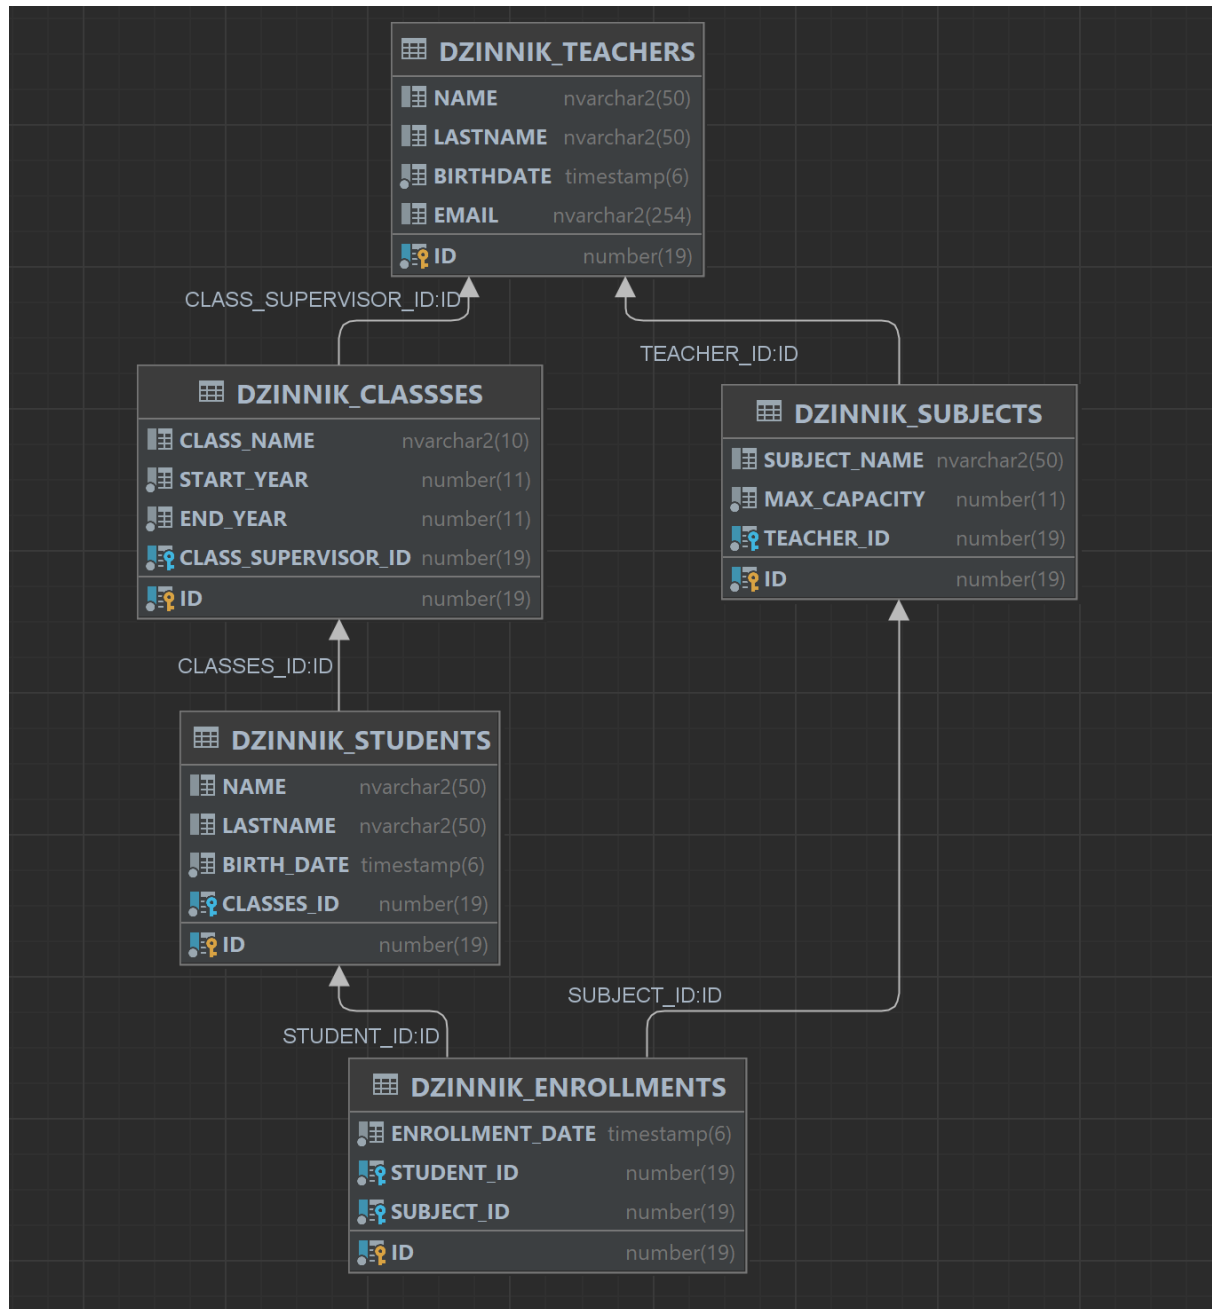 DZINNIK_TEACHERS
NAME nvarchar2(50)
LASTNAME nvarchar2(50)
BIRTHDATE timestamp(6)
EMAIL nvarchar2(254)
ID number(19)
CLASS_SUPERVISOR_ID:ID
TEACHER_ID:ID
DZINNIK_CLASSSES
CLASS_NAME nvarchar2(10)
START_YEAR number(11)
END_YEAR number(11)
CLASS_SUPERVISOR_ID number(19)
ID number(19)
DZINNIK_SUBJECTS
SUBJECT_NAME nvarchar2(50)
MAX_CAPACITY number(11)
TEACHER_ID number(19)
ID number(19)
CLASSES_ID:ID
DZINNIK_STUDENTS
NAME nvarchar2(50)
LASTNAME nvarchar2(50)
BIRTH_DATE timestamp(6)
CLASSES_ID number(19)
ID number(19)
SUBJECT_ID:ID
STUDENT_ID:ID
DZINNIK_ENROLLMENTS
ENROLLMENT_DATE timestamp(6)
STUDENT_ID number(19)
SUBJECT_ID number(19)
ID number(19)